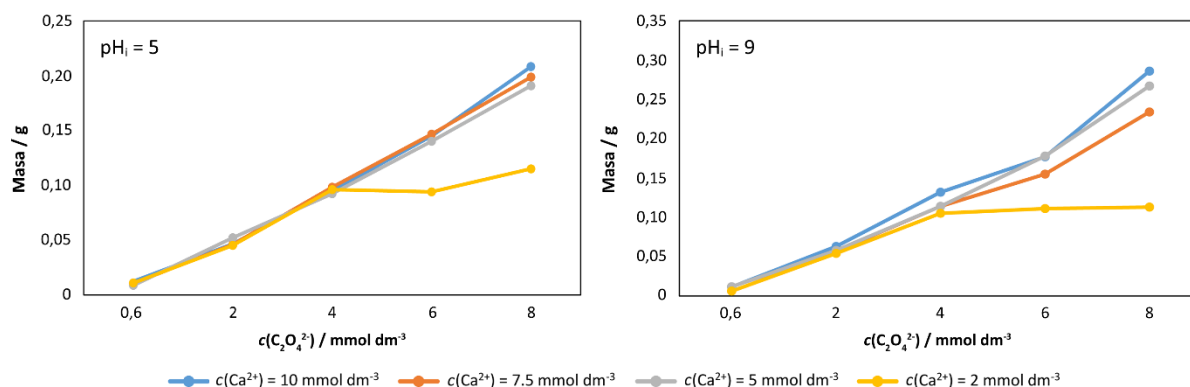 pHᵢ = 5
0,25
0,20
0,15
0,10
0,05
0
Masa / g
0,6 2 4 6 8
c(C₂O₄²⁻) / mmol dm⁻³
pHᵢ = 9
0,35
0,30
0,25
0,20
0,15
0,10
0,05
0
Masa / g
0,6 2 4 6 8
c(C₂O₄²⁻) / mmol dm⁻³
c(Ca²⁺) = 10 mmol dm⁻³ c(Ca²⁺) = 7.5 mmol dm⁻³ c(Ca²⁺) = 5 mmol dm⁻³ c(Ca²⁺) = 2 mmol dm⁻³